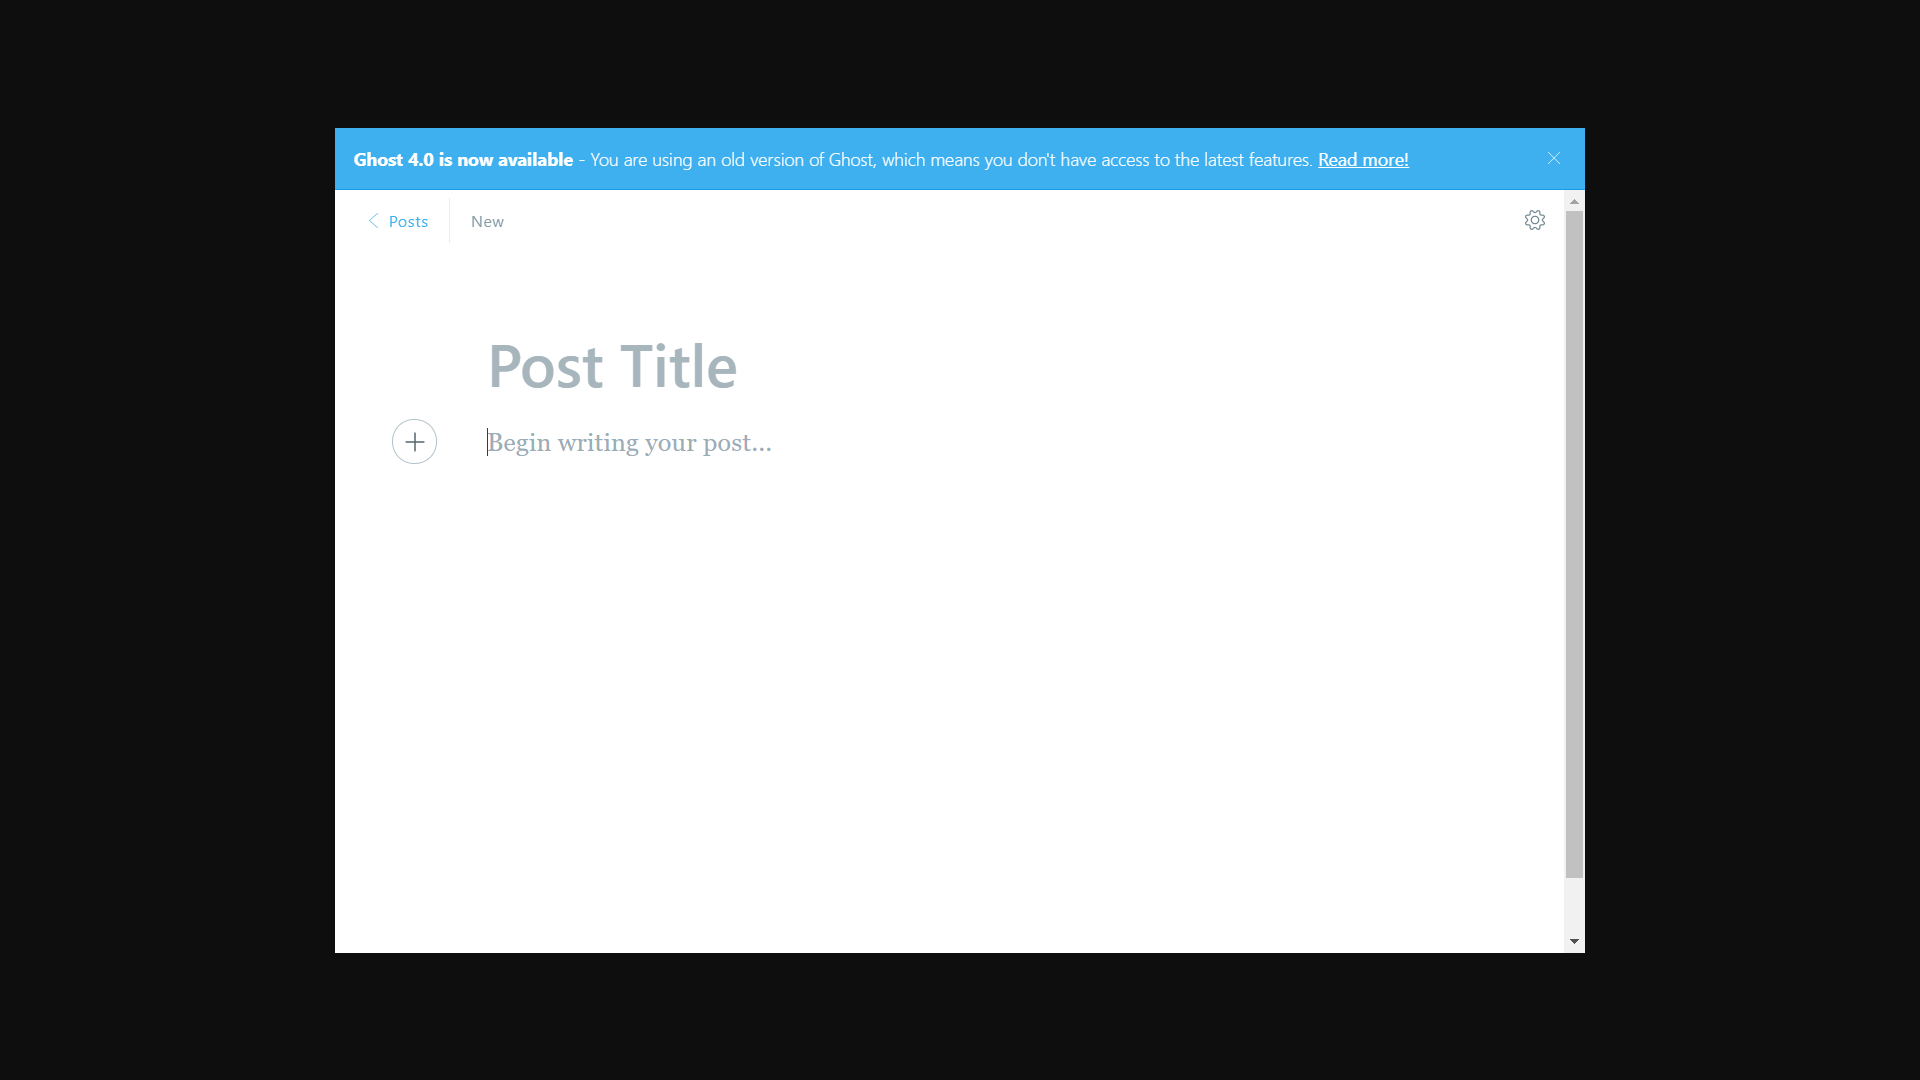 Ghost 4.0 is now available - You are using an old version of Ghost, which means you don't have access to the latest features. Read more!
Posts New
Post Title
Begin writing your post...